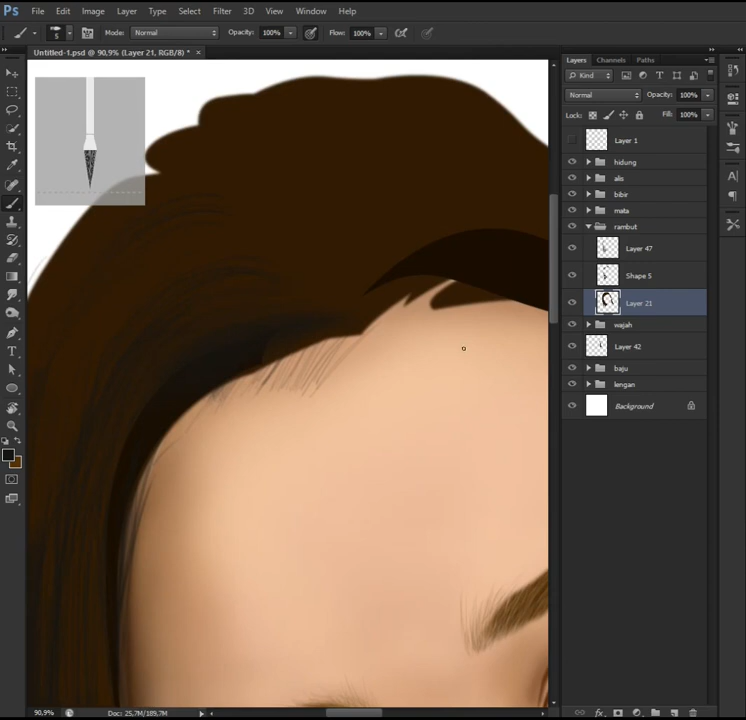 Ps File Edit Image Layer Type Select Filter 3D View Window Help
5 Mode: Normal Opacity: 100% Flow: 100%
Untitled-1.psd @ 90,9% (Layer 21, RGB/8) * ×
Layers Channels Paths
Kind
Normal Opacity: 100%
Lock: Fill: 100%
Layer 1
hidung
alis
bibir
mata
rambut
Layer 47
Shape 5
Layer 21
wajah
Layer 42
baju
lengan
Background
90,9% Doc: 25,7M/189,7M